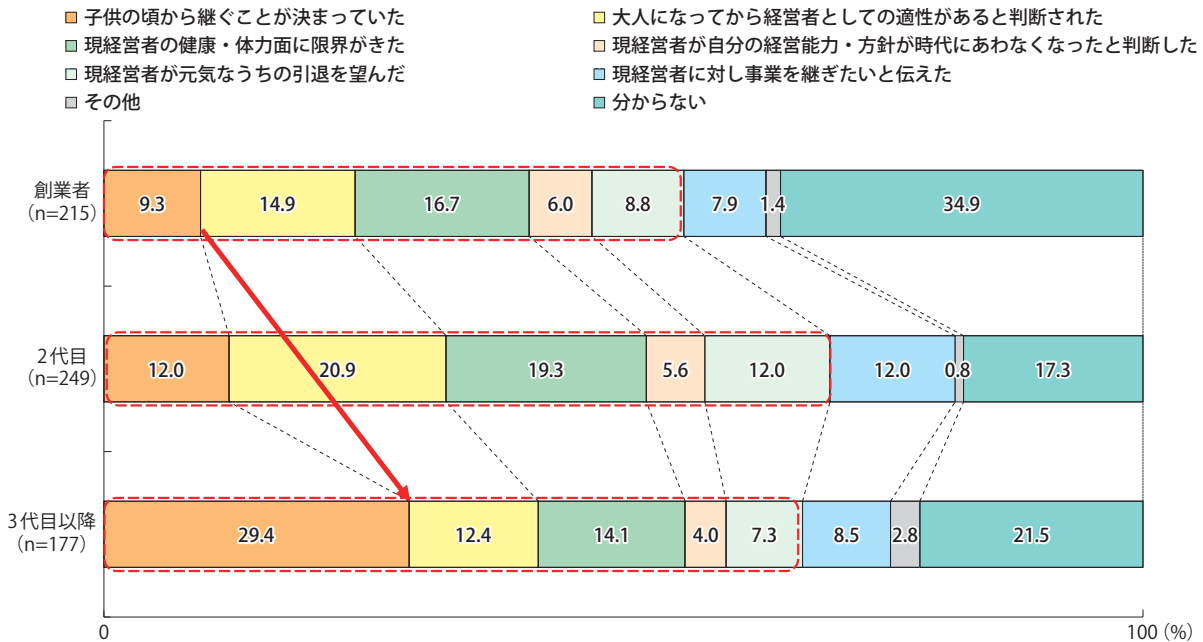 子供の頃から継ぐことが決まっていた
大人になってから経営者としての適性があると判断された
現経営者の健康・体力面に限界がきた
現経営者が自分の経営能力・方針が時代にあわなくなったと判断した
現経営者が元気なうちの引退を望んだ
現経営者に対し事業を継ぎたいと伝えた
その他
分からない
創業者
（n=215）
9.3 14.9 16.7 6.0 8.8 7.9 1.4 34.9
2代目
（n=249）
12.0 20.9 19.3 5.6 12.0 12.0 0.8 17.3
3代目以降
（n=177）
29.4 12.4 14.1 4.0 7.3 8.5 2.8 21.5
0 100（%）